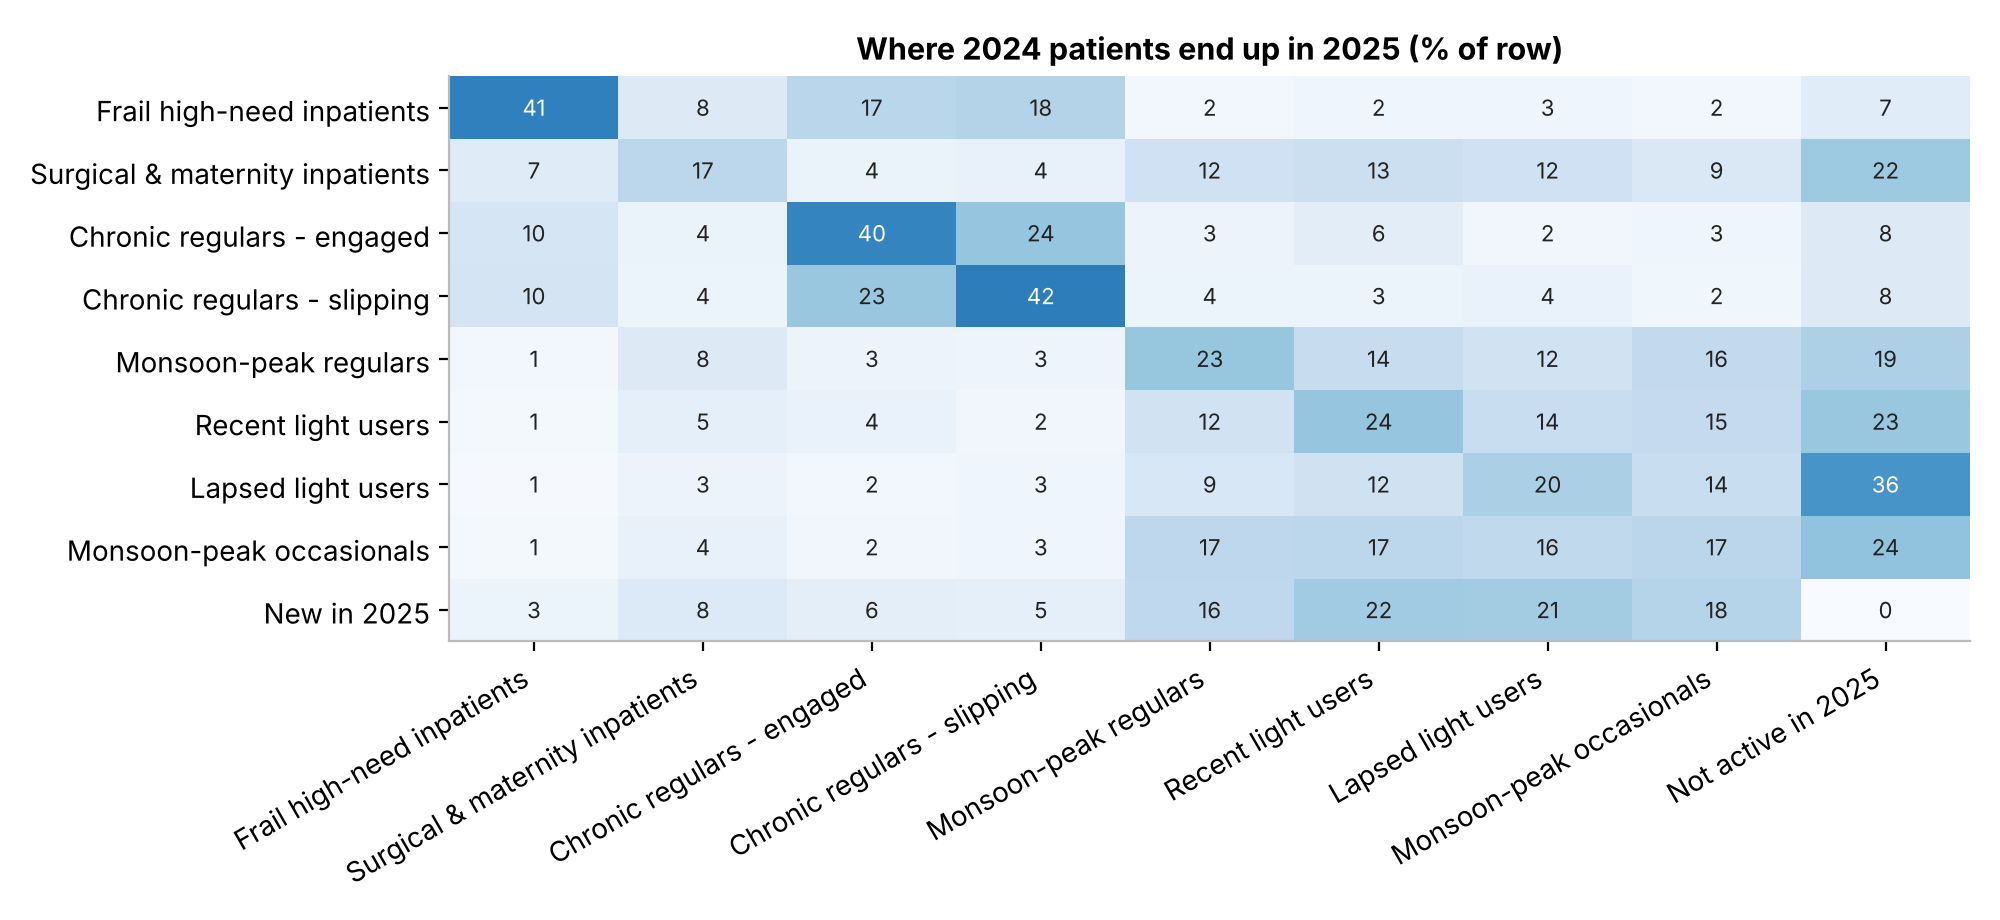 Where 2024 patients end up in 2025 (% of row)
Frail high-need inpatients 41 8 17 18 2 2 3 2 7
Surgical & maternity inpatients 7 17 4 4 12 13 12 9 22
Chronic regulars - engaged 10 4 40 24 3 6 2 3 8
Chronic regulars - slipping 10 4 23 42 4 3 4 2 8
Monsoon-peak regulars 1 8 3 3 23 14 12 16 19
Recent light users 1 5 4 2 12 24 14 15 23
Lapsed light users 1 3 2 3 9 12 20 14 36
Monsoon-peak occasionals 1 4 2 3 17 17 16 17 24
New in 2025 3 8 6 5 16 22 21 18 0
Frail high-need inpatients
Surgical & maternity inpatients
Chronic regulars - engaged
Chronic regulars - slipping
Monsoon-peak regulars
Recent light users
Lapsed light users
Monsoon-peak occasionals
Not active in 2025